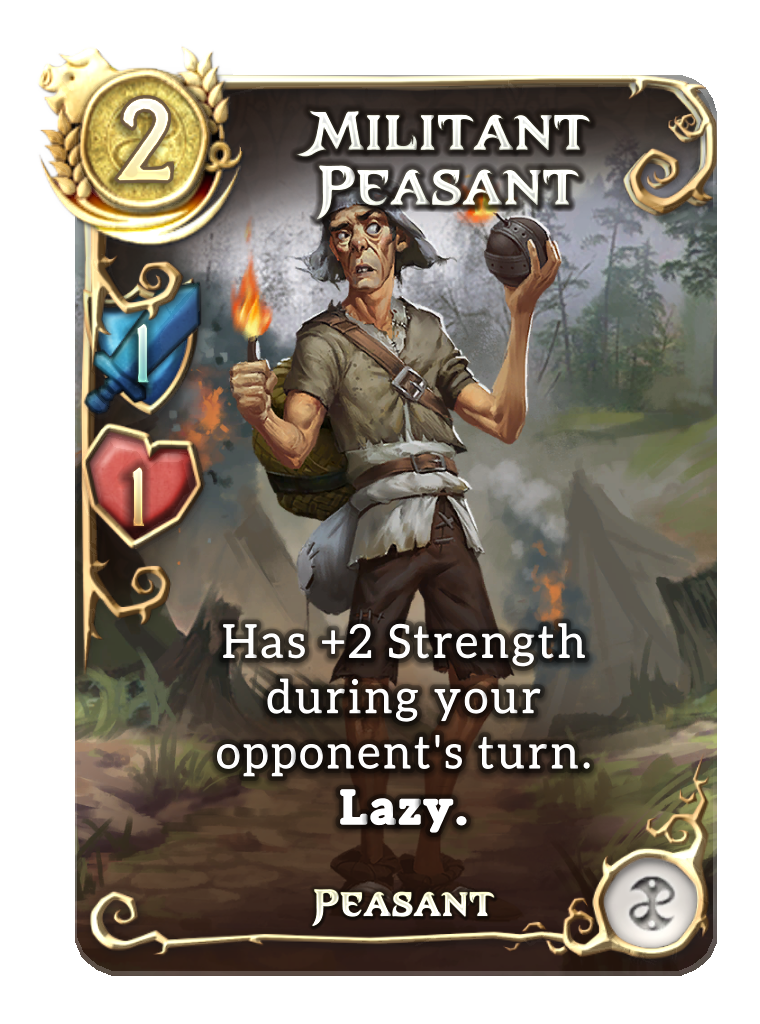 2
MILITANT
PEASANT
1
1
Has +2 Strength
during your
opponent's turn.
Lazy.
PEASANT